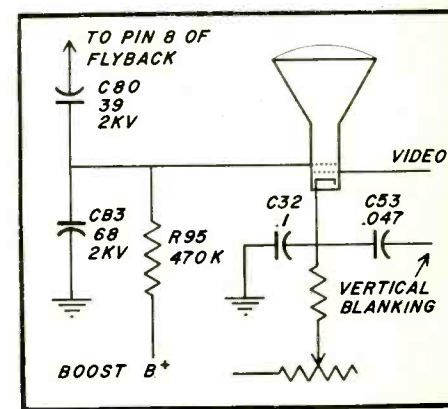 TO PIN 8 OF
FLYBACK
C80
39
2KV
VIDEO
C83
68
2KV
R95
470K
C32
.1
C53
.047
VERTICAL
BLANKING
BOOST B+